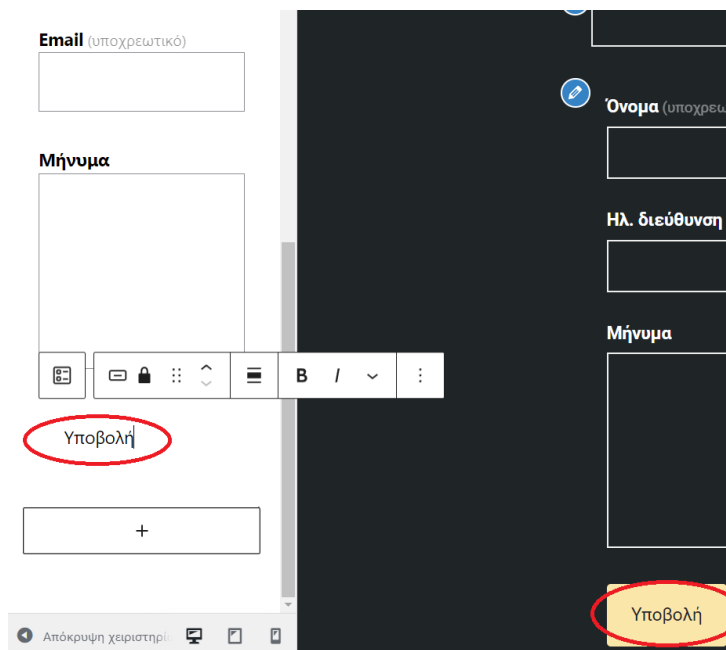 Email (υποχρεωτικό)
Μήνυμα
B I
Υποβολή
+
Απόκρυψη χειριστηρί
Όνομα (υποχρεω
Ηλ. διεύθυνση
Μήνυμα
Υποβολή